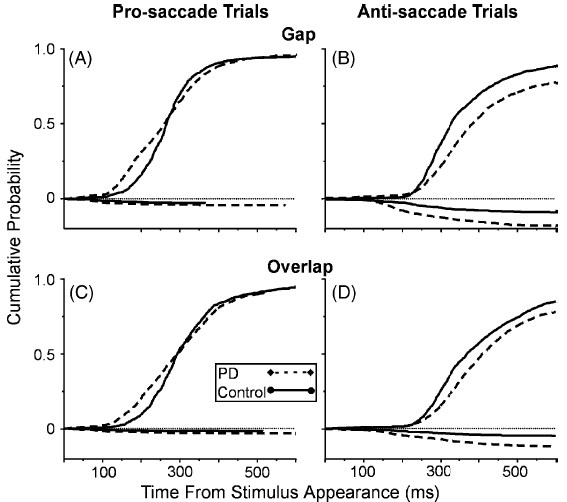 Pro-saccade Trials Anti-saccade Trials
Gap
(A) (B)
1.0
0.5
0
Cumulative Probability
Overlap
(C) (D)
1.0
0.5
0
PD
Control
100 300 500 100 300 500
Time From Stimulus Appearance (ms)